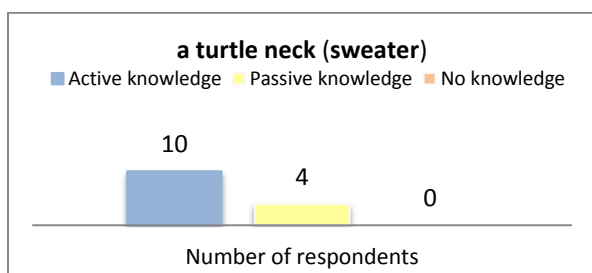 a turtle neck (sweater)
Active knowledge Passive knowledge No knowledge
10
4
0
Number of respondents